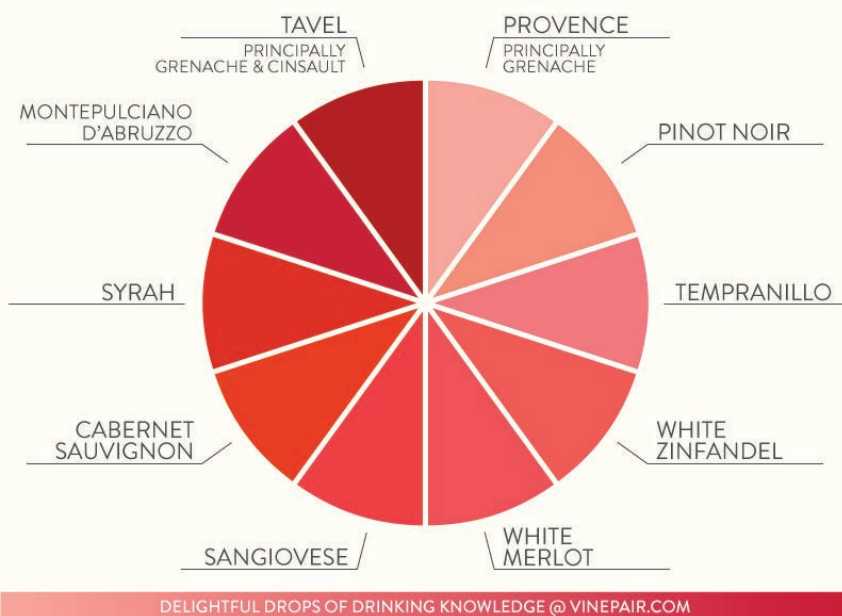 TAVEL
PRINCIPALLY
GRENACHE & CINSAULT
PROVENCE
PRINCIPALLY
GRENACHE
MONTEPULCIANO
D'ABRUZZO
PINOT NOIR
SYRAH
TEMPRANILLO
CABERNET
SAUVIGNON
WHITE
ZINFANDEL
SANGIOVESE
WHITE
MERLOT
DELIGHTFUL DROPS OF DRINKING KNOWLEDGE @ VINEPAIR.COM